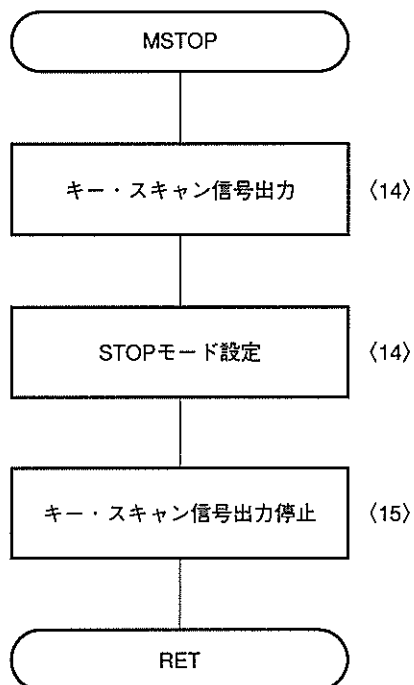 MSTOP
キー・スキャン信号出力 〈14〉
STOPモード設定 〈14〉
キー・スキャン信号出力停止 〈15〉
RET